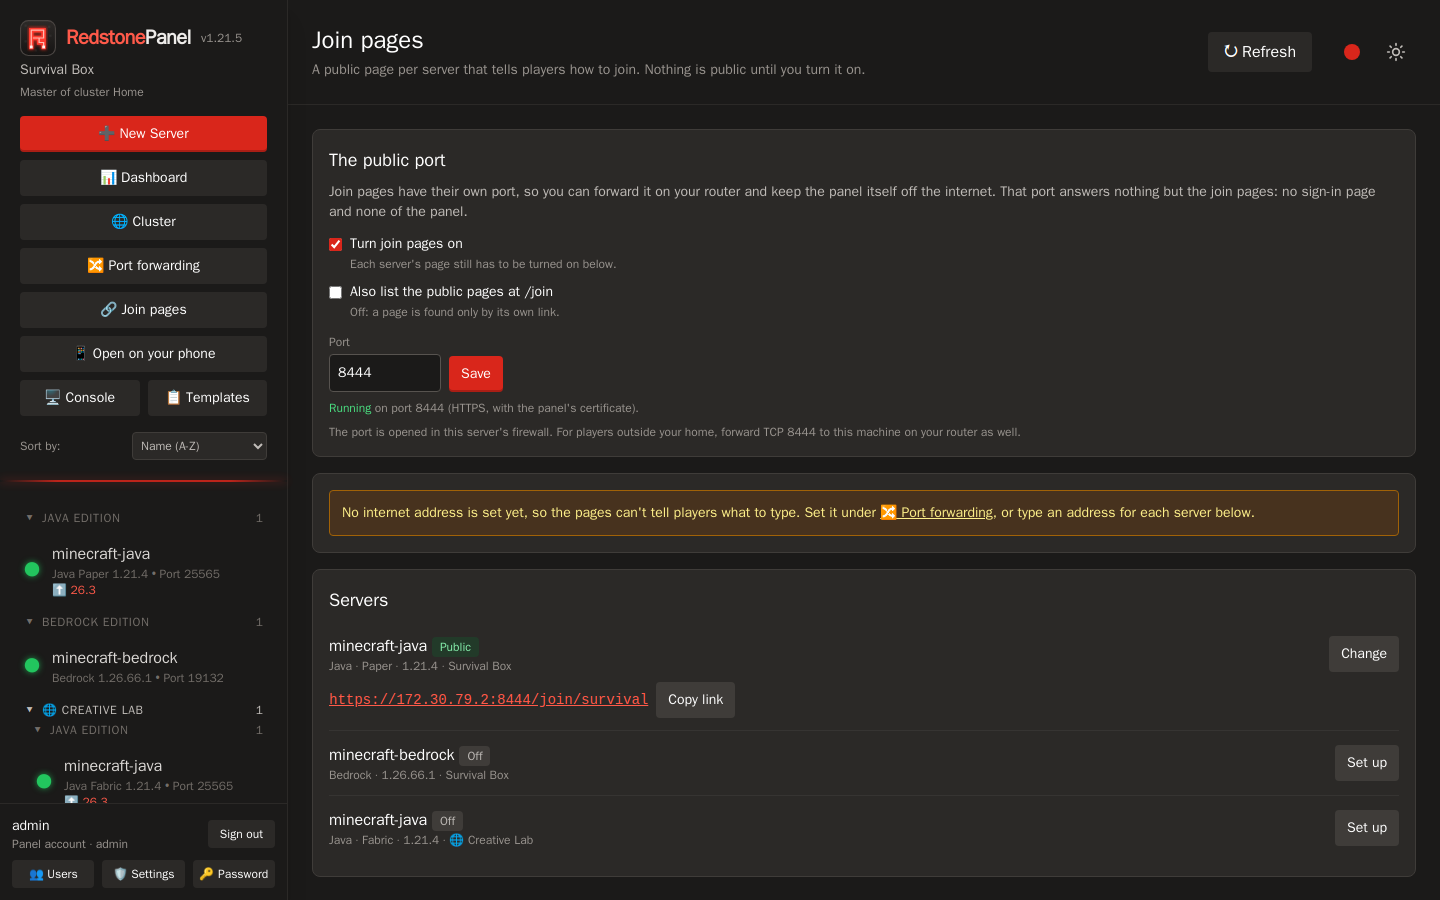 RedstonePanel v1.21.5
Survival Box
Master of cluster Home
New Server
Dashboard
Cluster
Port forwarding
Join pages
Open on your phone
Console
Templates
Sort by:
Name (A-Z)
JAVA EDITION 1
minecraft-java
Java Paper 1.21.4 • Port 25565
26.3
BEDROCK EDITION 1
minecraft-bedrock
Bedrock 1.26.66.1 • Port 19132
CREATIVE LAB 1
JAVA EDITION 1
minecraft-java
Java Fabric 1.21.4 • Port 25565
26.3
admin
Panel account · admin
Sign out
Users
Settings
Password
Join pages
A public page per server that tells players how to join. Nothing is public until you turn it on.
Refresh
The public port
Join pages have their own port, so you can forward it on your router and keep the panel itself off the internet. That port answers nothing but the join pages: no sign-in page
and none of the panel.
Turn join pages on
Each server's page still has to be turned on below.
Also list the public pages at /join
Off: a page is found only by its own link.
Port
8444
Save
Running on port 8444 (HTTPS, with the panel's certificate).
The port is opened in this server's firewall. For players outside your home, forward TCP 8444 to this machine on your router as well.
No internet address is set yet, so the pages can't tell players what to type. Set it under Port forwarding, or type an address for each server below.
Servers
minecraft-java Public
Java · Paper · 1.21.4 · Survival Box
Change
https://172.30.79.2:8444/join/survival
Copy link
minecraft-bedrock Off
Bedrock · 1.26.66.1 · Survival Box
Set up
minecraft-java Off
Java · Fabric · 1.21.4 · Creative Lab
Set up